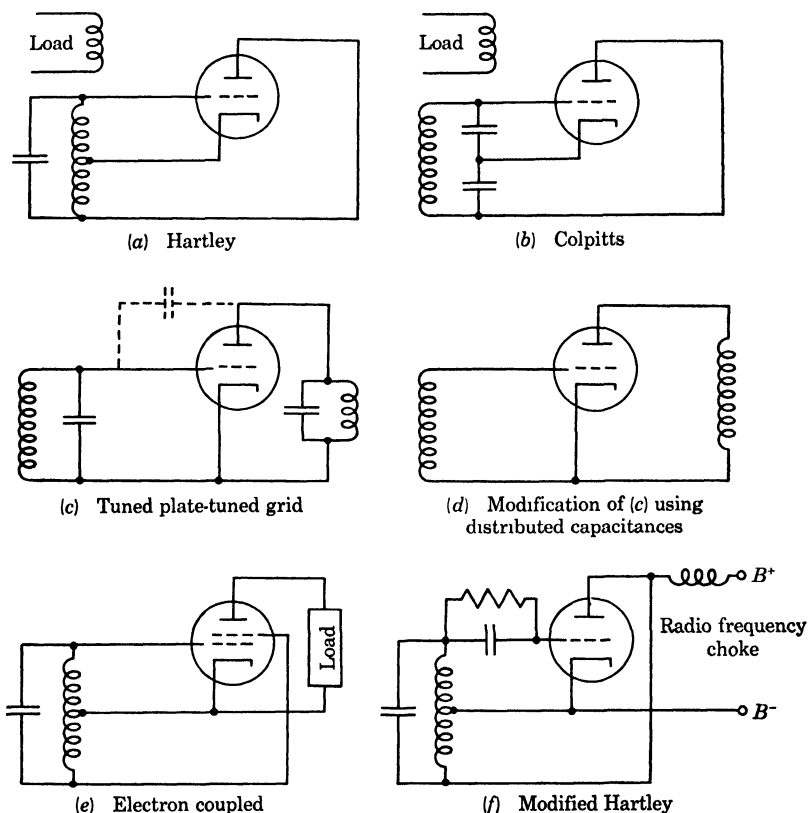 Load
Load
(a) Hartley
(b) Colpitts
(c) Tuned plate-tuned grid
(d) Modification of (c) using
distributed capacitances
Load
B+
Radio frequency
choke
B−
(e) Electron coupled
(f) Modified Hartley